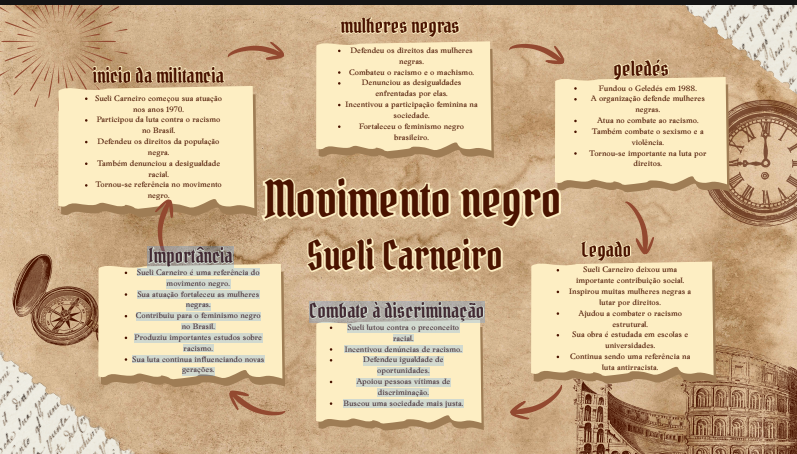 mulheres negras
• Defendeu os direitos das mulheres
negras.
• Combateu o racismo e o machismo.
• Denunciou as desigualdades
enfrentadas por elas.
• Incentivou a participação feminina na
sociedade.
• Fortaleceu o feminismo negro
brasileiro.
inicio da militancia
• Sueli Carneiro começou sua atuação
nos anos 1970.
• Participou da luta contra o racismo
no Brasil.
• Defendeu os direitos da população
negra.
• Também denunciou a desigualdade
racial.
• Tornou-se referência no movimento
negro.
geledés
• Fundou o Geledés em 1988.
• A organização defende mulheres
negras.
• Atua no combate ao racismo.
• Também combate o sexismo e a
violência.
• Tornou-se importante na luta por
direitos.
Movimento negro
Sueli Carneiro
Importância
• Sueli Carneiro é uma referência do
movimento negro.
• Sua atuação fortaleceu as mulheres
negras.
• Contribuiu para o feminismo negro
no Brasil.
• Produziu importantes estudos sobre
racismo.
• Sua luta continua influenciando novas
gerações.
Combate à discriminação
• Sueli lutou contra o preconceito
racial.
• Incentivou denúncias de racismo.
• Defendeu igualdade de
oportunidades.
• Apoiou pessoas vítimas de
discriminação.
• Buscou uma sociedade mais justa.
Legado
• Sueli Carneiro deixou uma
importante contribuição social.
• Inspirou muitas mulheres negras a
lutar por direitos.
• Ajudou a combater o racismo
estrutural.
• Sua obra é estudada em escolas e
universidades.
• Continua sendo uma referência na
luta antirracista.